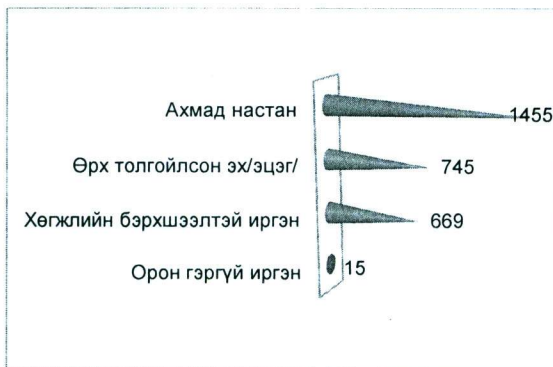 Ахмад настан 1455
Өрх толгойлсон эх/эцэг/ 745
Хөгжлийн бэрхшээлтэй иргэн 669
Орон гэргүй иргэн 15